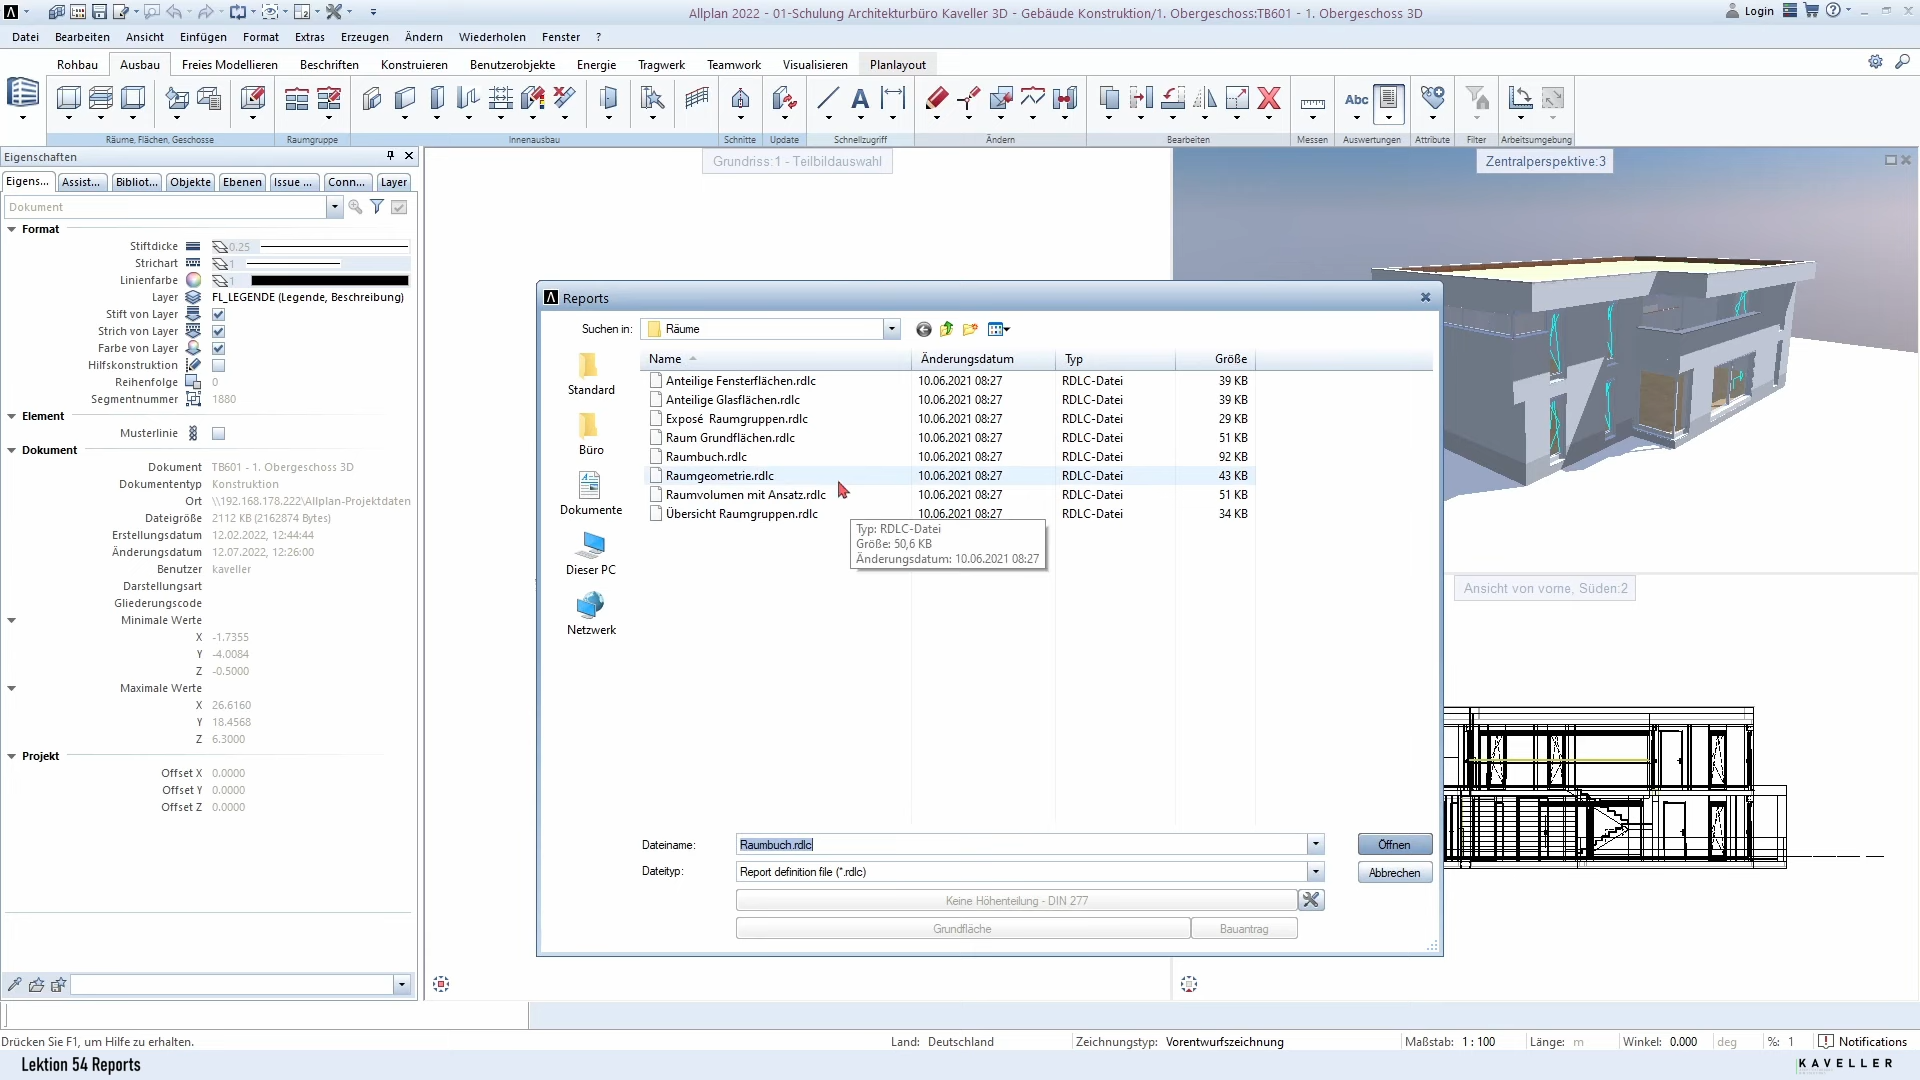 Allplan 2022 - 01-Schulung Architekturbüro Kaveller 3D - Gebäude Konstruktion/1. Obergeschoss:TB601 - 1. Obergeschoss 3D
Login
Datei Bearbeiten Ansicht Einfügen Format Extras Erzeugen Ändern Wiederholen Fenster ?
Rohbau Ausbau Freies Modellieren Beschriften Konstruieren Benutzerobjekte Energie Tragwerk Teamwork Visualisieren Planlayout
Abc
Räume, Flächen, Geschosse Raumgruppe Innenausbau Schnitte Update Schnellzugriff Ändern Bearbeiten Messen Auswertungen Attribute Filter Arbeitsumgebung
Eigenschaften
Grundriss:1 - Teilbildauswahl
Zentralperspektive:3
Eigens... Assist... Bibliot... Objekte Ebenen Issue ... Conn... Layer
Dokument
Format
Stiftdicke 0.25
Strichart 1
Linienfarbe 1
Layer FL_LEGENDE (Legende, Beschreibung)
Stift von Layer
Strich von Layer
Farbe von Layer
Hilfskonstruktion
Reihenfolge 0
Segmentnummer 1880
Element
Musterlinie
Dokument
Dokument TB601 - 1. Obergeschoss 3D
Dokumententyp Konstruktion
Ort \\192.168.178.222\Allplan-Projektdaten
Dateigröße 2112 KB (2162874 Bytes)
Erstellungsdatum 12.02.2022, 12:44:44
Änderungsdatum 12.07.2022, 12:26:00
Benutzer kaveller
Darstellungsart
Gliederungscode
Minimale Werte
X -1.7355
Y -4.0084
Z -0.5000
Maximale Werte
X 26.6160
Y 18.4568
Z 6.3000
Projekt
Offset X 0.0000
Offset Y 0.0000
Offset Z 0.0000
Reports
Suchen in: Räume
Standard
Büro
Dokumente
Dieser PC
Netzwerk
Name Änderungsdatum Typ Größe
Anteilige Fensterflächen.rdlc 10.06.2021 08:27 RDLC-Datei 39 KB
Anteilige Glasflächen.rdlc 10.06.2021 08:27 RDLC-Datei 39 KB
Exposé Raumgruppen.rdlc 10.06.2021 08:27 RDLC-Datei 29 KB
Raum Grundflächen.rdlc 10.06.2021 08:27 RDLC-Datei 51 KB
Raumbuch.rdlc 10.06.2021 08:27 RDLC-Datei 92 KB
Raumgeometrie.rdlc 10.06.2021 08:27 RDLC-Datei 43 KB
Raumvolumen mit Ansatz.rdlc 10.06.2021 08:27 RDLC-Datei 51 KB
Übersicht Raumgruppen.rdlc 10.06.2021 08:27 RDLC-Datei 34 KB
Typ: RDLC-Datei
Größe: 50,6 KB
Änderungsdatum: 10.06.2021 08:27
Dateiname: Raumbuch.rdlc Öffnen
Dateityp: Report definition file (*.rdlc) Abbrechen
Keine Höhenteilung - DIN 277
Grundfläche Bauantrag
Ansicht von vorne, Süden:2
Drücken Sie F1, um Hilfe zu erhalten.
Land: Deutschland Zeichnungstyp: Vorentwurfszeichnung Maßstab: 1 : 100 Länge: m Winkel: 0.000 deg %: 1 Notifications
Lektion 54 Reports
KAVELLER